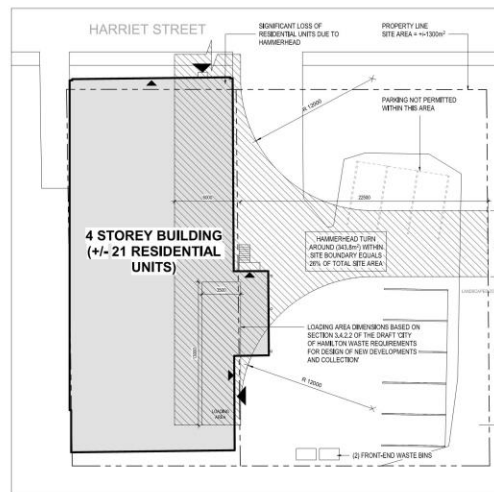 HARRIET STREET
SIGNIFICANT LOSS OF
RESIDENTIAL UNITS DUE TO
HAMMERHEAD
PROPERTY LINE
SITE AREA = +/-1300m²
PARKING NOT PERMITTED
WITHIN THIS AREA
R 12000
4 STOREY BUILDING
(+/- 21 RESIDENTIAL
UNITS)
HAMMERHEAD TURN
AROUND (343,8m²) WITHIN
SITE BOUNDARY EQUALS
~26% OF TOTAL SITE AREA
LOADING AREA DIMENSIONS BASED ON
SECTION 3.4.2.2 OF THE DRAFT 'CITY
OF HAMILTON WASTE REQUIREMENTS
FOR DESIGN OF NEW DEVELOPMENTS
AND COLLECTION'
R 12000
LOADING
AREA
(2) FRONT-END WASTE BINS